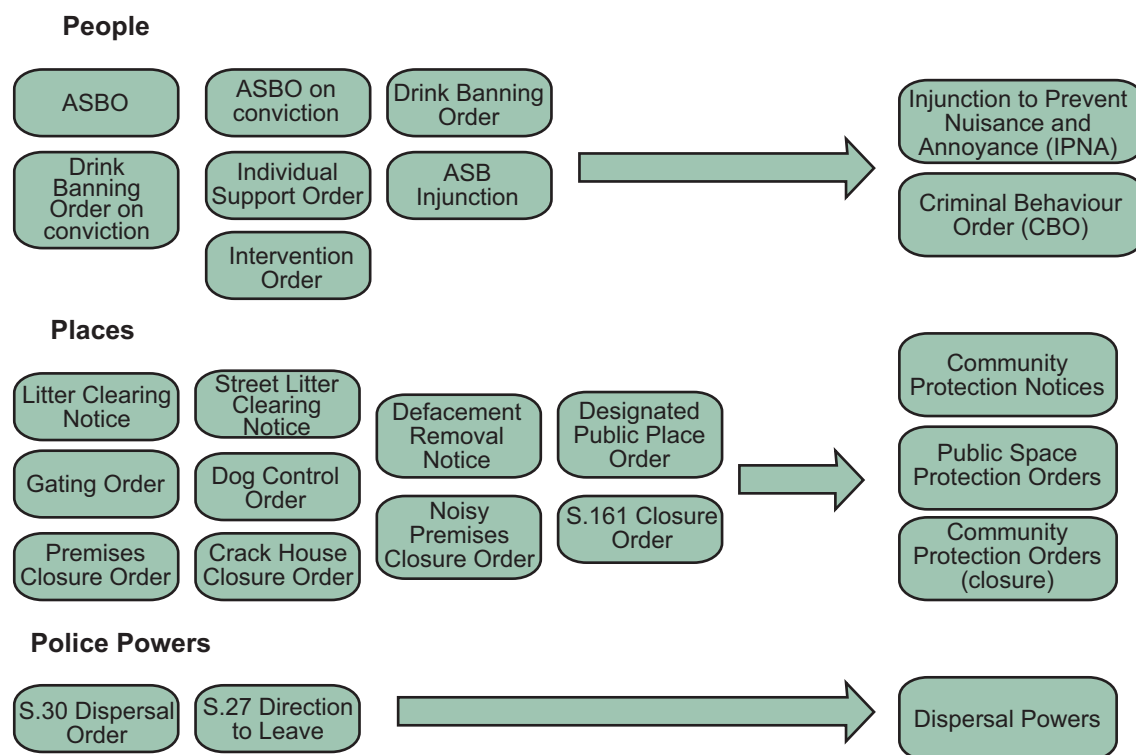 People
ASBO
ASBO on
conviction
Drink Banning
Order
Drink
Banning
Order on
conviction
Individual
Support Order
ASB
Injunction
Intervention
Order
Injunction to Prevent
Nuisance and
Annoyance (IPNA)
Criminal Behaviour
Order (CBO)
Places
Litter Clearing
Notice
Street Litter
Clearing
Notice
Defacement
Removal
Notice
Designated
Public Place
Order
Gating Order
Dog Control
Order
Noisy
Premises
Closure Order
S.161 Closure
Order
Premises
Closure Order
Crack House
Closure Order
Community
Protection Notices
Public Space
Protection Orders
Community
Protection Orders
(closure)
Police Powers
S.30 Dispersal
Order
S.27 Direction
to Leave
Dispersal Powers